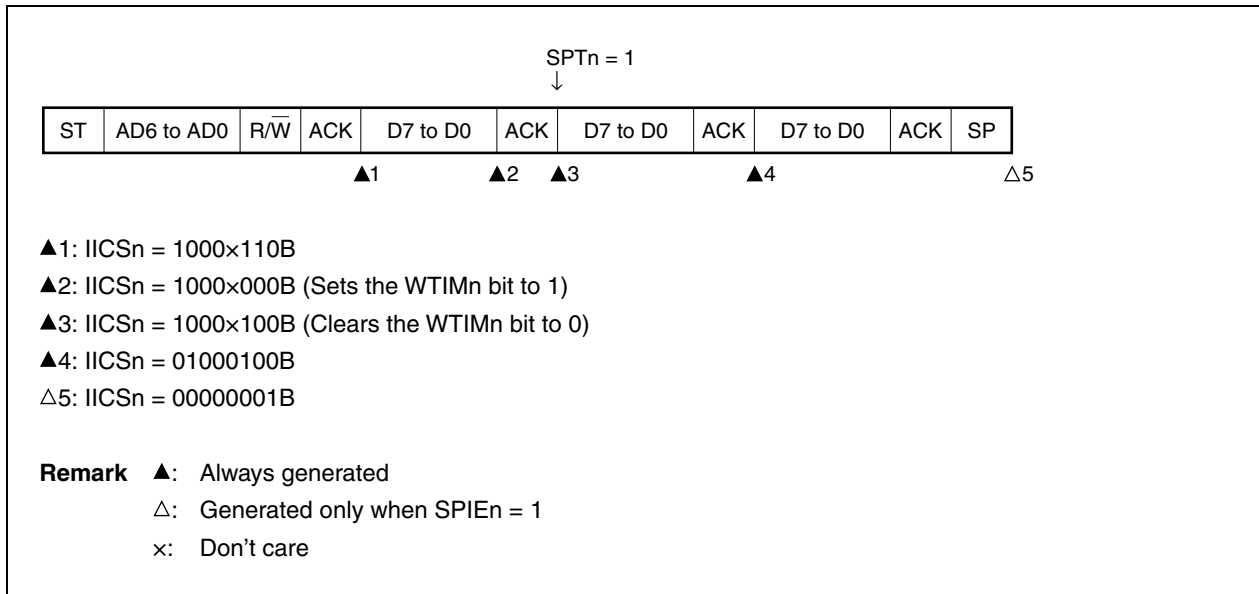 SPTn = 1
↓
ST AD6 to AD0 R/W̅ ACK D7 to D0 ACK D7 to D0 ACK D7 to D0 ACK SP
▲1 ▲2 ▲3 ▲4 △5
▲1: IICSn = 1000×110B
▲2: IICSn = 1000×000B (Sets the WTIMn bit to 1)
▲3: IICSn = 1000×100B (Clears the WTIMn bit to 0)
▲4: IICSn = 01000100B
△5: IICSn = 00000001B
Remark ▲: Always generated
△: Generated only when SPIEn = 1
×: Don't care